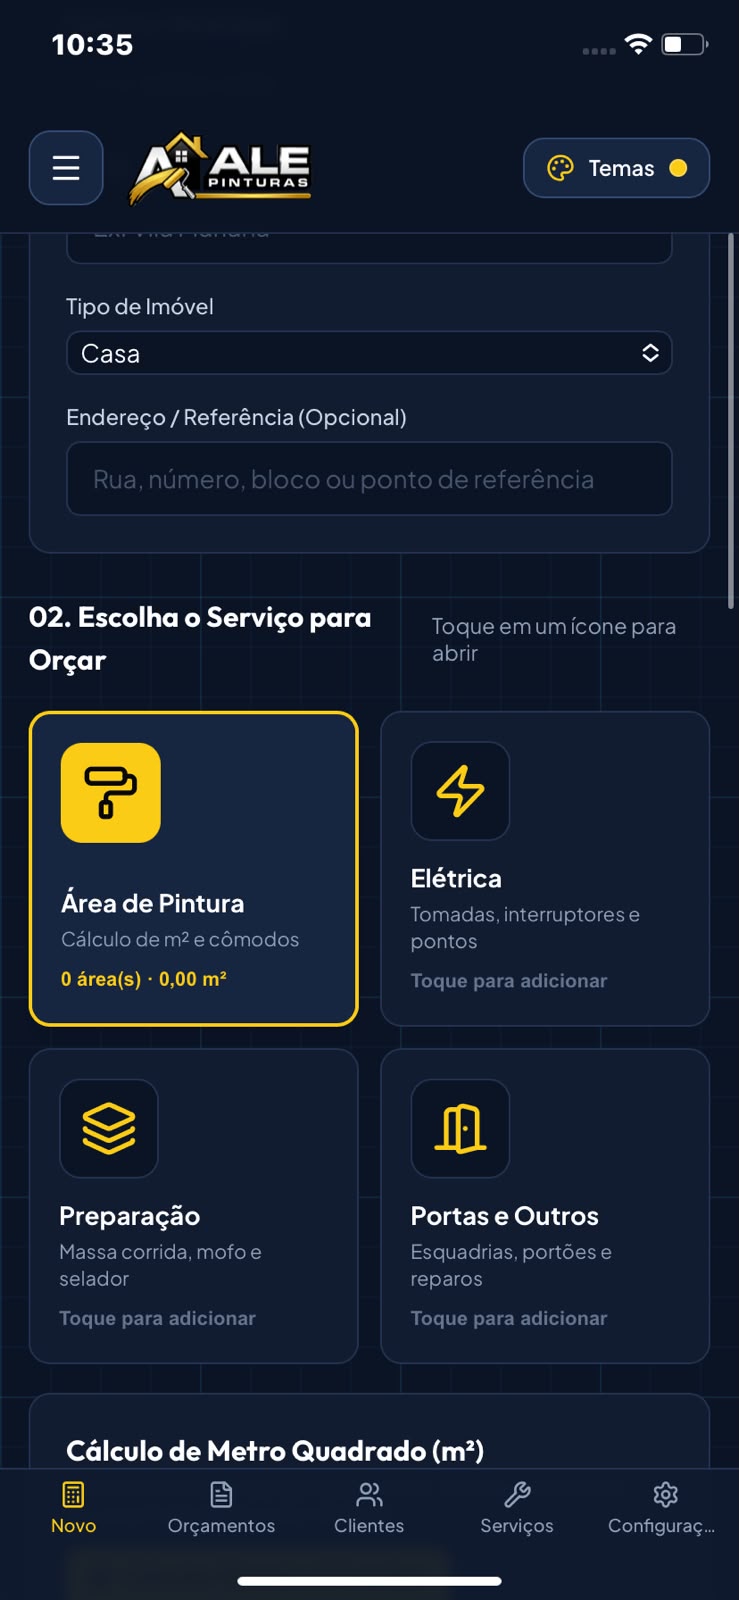 10:35
ALE
PINTURAS
Temas
Tipo de Imóvel
Casa
Endereço / Referência (Opcional)
Rua, número, bloco ou ponto de referência
02. Escolha o Serviço para
Orçar
Toque em um ícone para
abrir
Área de Pintura
Cálculo de m² e cômodos
0 área(s) · 0,00 m²
Elétrica
Tomadas, interruptores e
pontos
Toque para adicionar
Preparação
Massa corrida, mofo e
selador
Toque para adicionar
Portas e Outros
Esquadrias, portões e
reparos
Toque para adicionar
Cálculo de Metro Quadrado (m²)
Novo
Orçamentos
Clientes
Serviços
Configuraç...